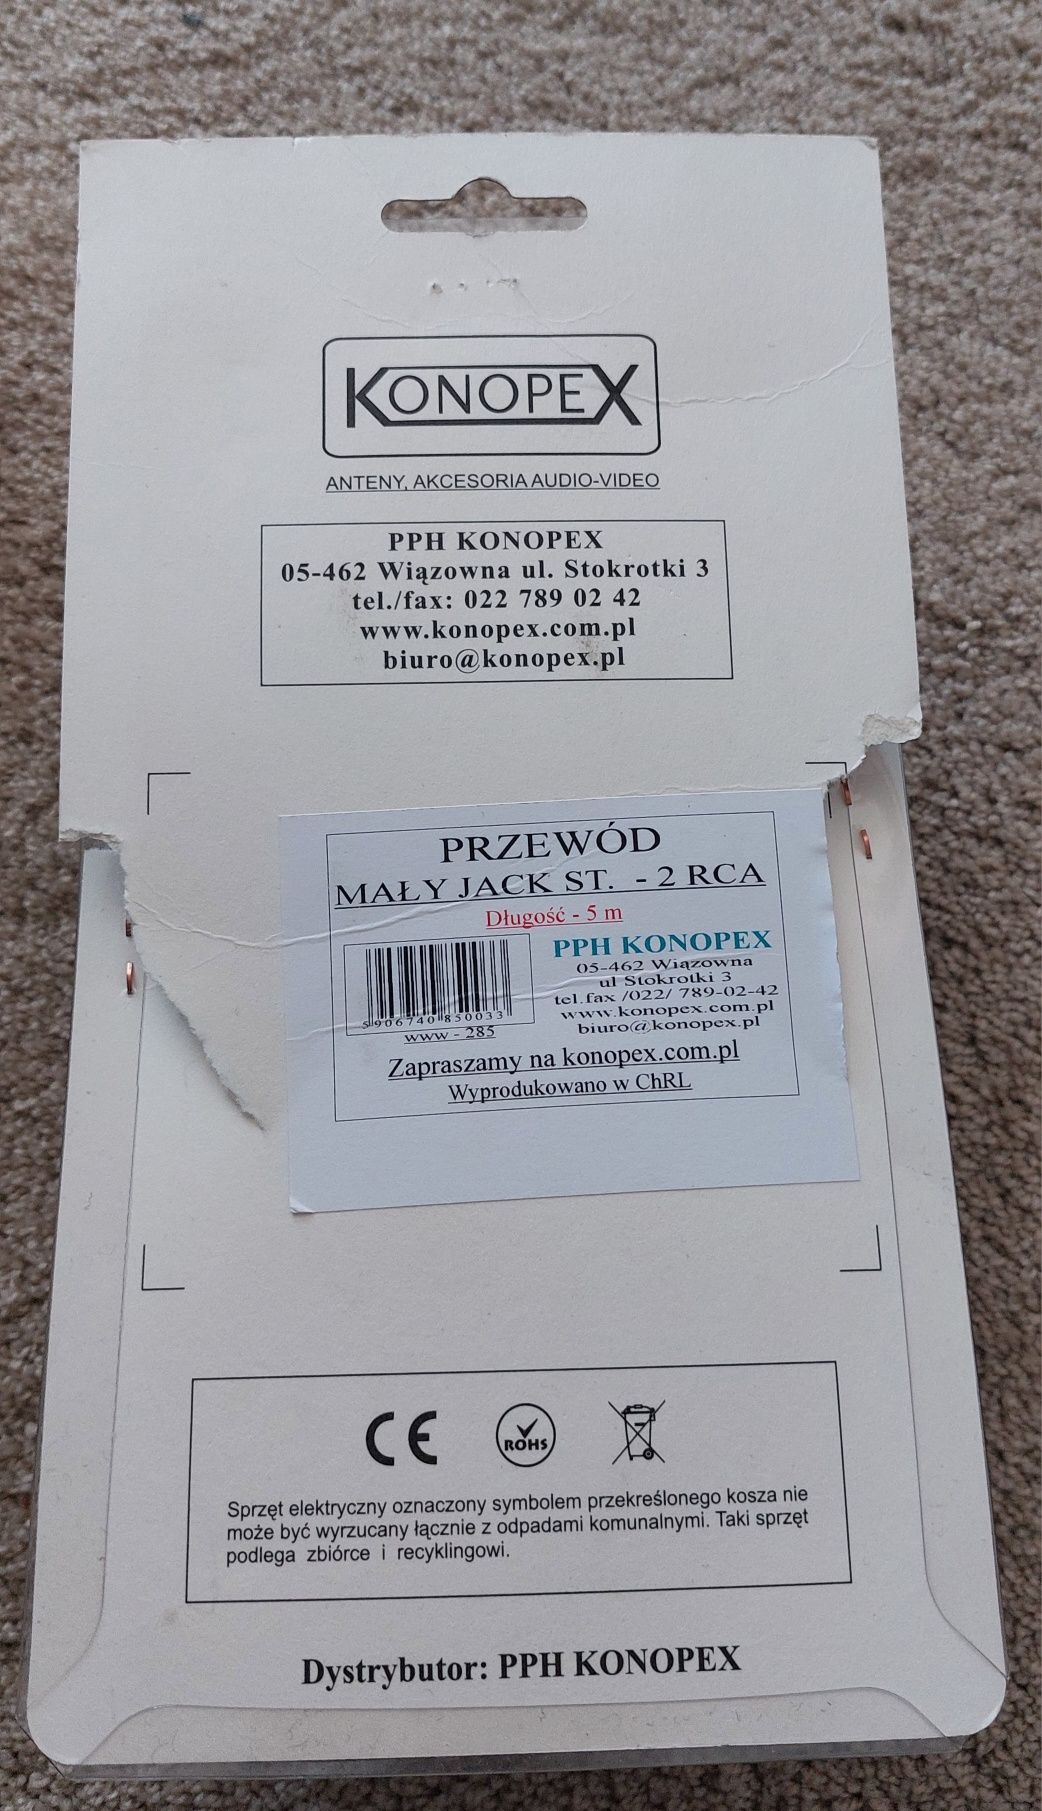 KONOPEX
ANTENY, AKCESORIA AUDIO-VIDEO
PPH KONOPEX
05-462 Wiązowna ul. Stokrotki 3
tel./fax: 022 789 02 42
www.konopex.com.pl
biuro@konopex.pl
PRZEWÓD
MAŁY JACK ST. - 2 RCA
Długość - 5 m
PPH KONOPEX
05-462 Wiązowna
ul Stokrotki 3
tel.fax /022/ 789-02-42
www.konopex.com.pl
biuro@konopex.pl
5906740850033
www - 285
Zapraszamy na konopex.com.pl
Wyprodukowano w ChRL
CE
ROHS
Sprzęt elektryczny oznaczony symbolem przekreślonego kosza nie
może być wyrzucany łącznie z odpadami komunalnymi. Taki sprzęt
podlega zbiórce i recyklingowi.
Dystrybutor: PPH KONOPEX